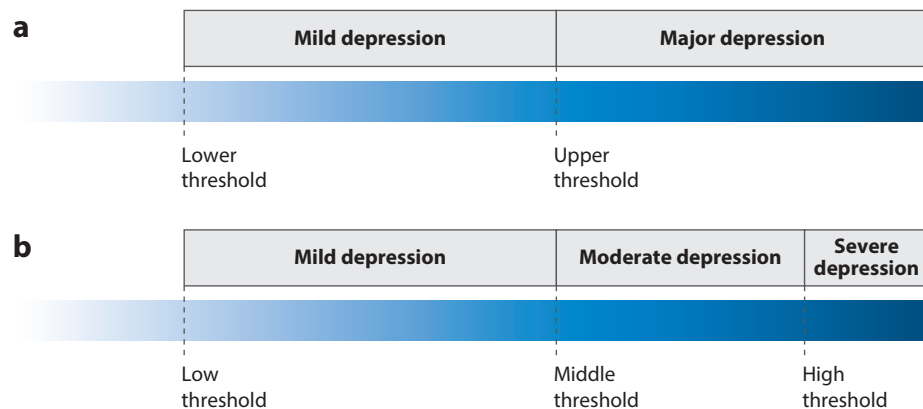 a
Mild depression
Major depression
Lower
threshold
Upper
threshold
b
Mild depression
Moderate depression
Severe
depression
Low
threshold
Middle
threshold
High
threshold